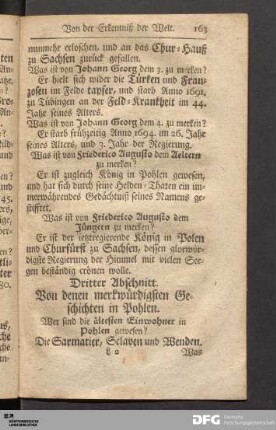 Von der Erkentniß der Welt. 163
nunmehr erloschen, und an das Chur-Hauß
zu Sachsen zurück gefallen.
Was ist von Johann Georg dem 3. zu merken?
Er hielt sich wider die Türken und Fran-
zosen im Felde tapfer, und starb Anno 1691.
zu Tübingen an der Feld-Krankheit im 44.
Jahr seines Alters.
Was ist von Johann Georg dem 4. zu merken?
Er starb frühzeitig Anno 1694. im 26. Jahr
seines Alters, und 3. Jahr der Regierung.
Was ist von Friederico Augusto dem Aeltern
zu merken?
Er ist zugleich König in Pohlen gewesen,
und hat sich durch seine Helden-Thaten ein im-
merwährendes Gedächtniß seines Namens ge-
stifftet.
Was ist von Friederico Augusto dem
Jüngern zu merken?
Er ist der jetztregierende König in Polen
und Churfürst zu Sachsen, dessen glorwür-
digste Regierung der Himmel mit vielen See-
gen beständig crönen wolle.
Dritter Abschnitt.
Von denen merkwürdigsten Ge-
schichten in Pohlen.
Wer sind die ältesten Einwohner in
Pohlen gewesen?
Die Sarmatier, Sclaven und Wenden.
L 2 Was
DFG